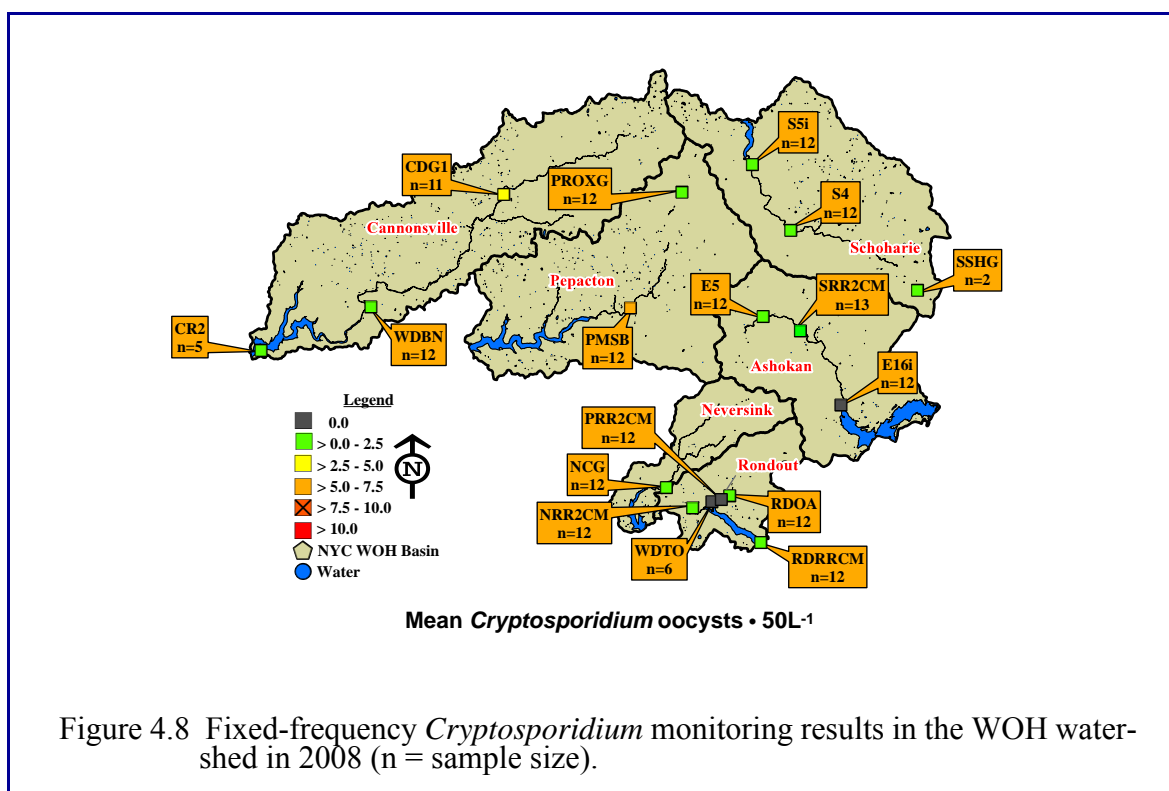 S5i
n=12
CDG1
n=11
PROXG
n=12
S4
n=12
Cannonsville
Schoharie
SSHG
n=2
Pepacton
E5
n=12
SRR2CM
n=13
CR2
n=5
WDBN
n=12
PMSB
n=12
Ashokan
E16i
n=12
Legend
0.0
> 0.0 - 2.5
> 2.5 - 5.0
> 5.0 - 7.5
> 7.5 - 10.0
> 10.0
NYC WOH Basin
Water
N
Neversink
PRR2CM
n=12
Rondout
NCG
n=12
RDOA
n=12
NRR2CM
n=12
WDTO
n=6
RDRRCM
n=12
Mean Cryptosporidium oocysts • 50L-1
Figure 4.8 Fixed-frequency Cryptosporidium monitoring results in the WOH water-
shed in 2008 (n = sample size).